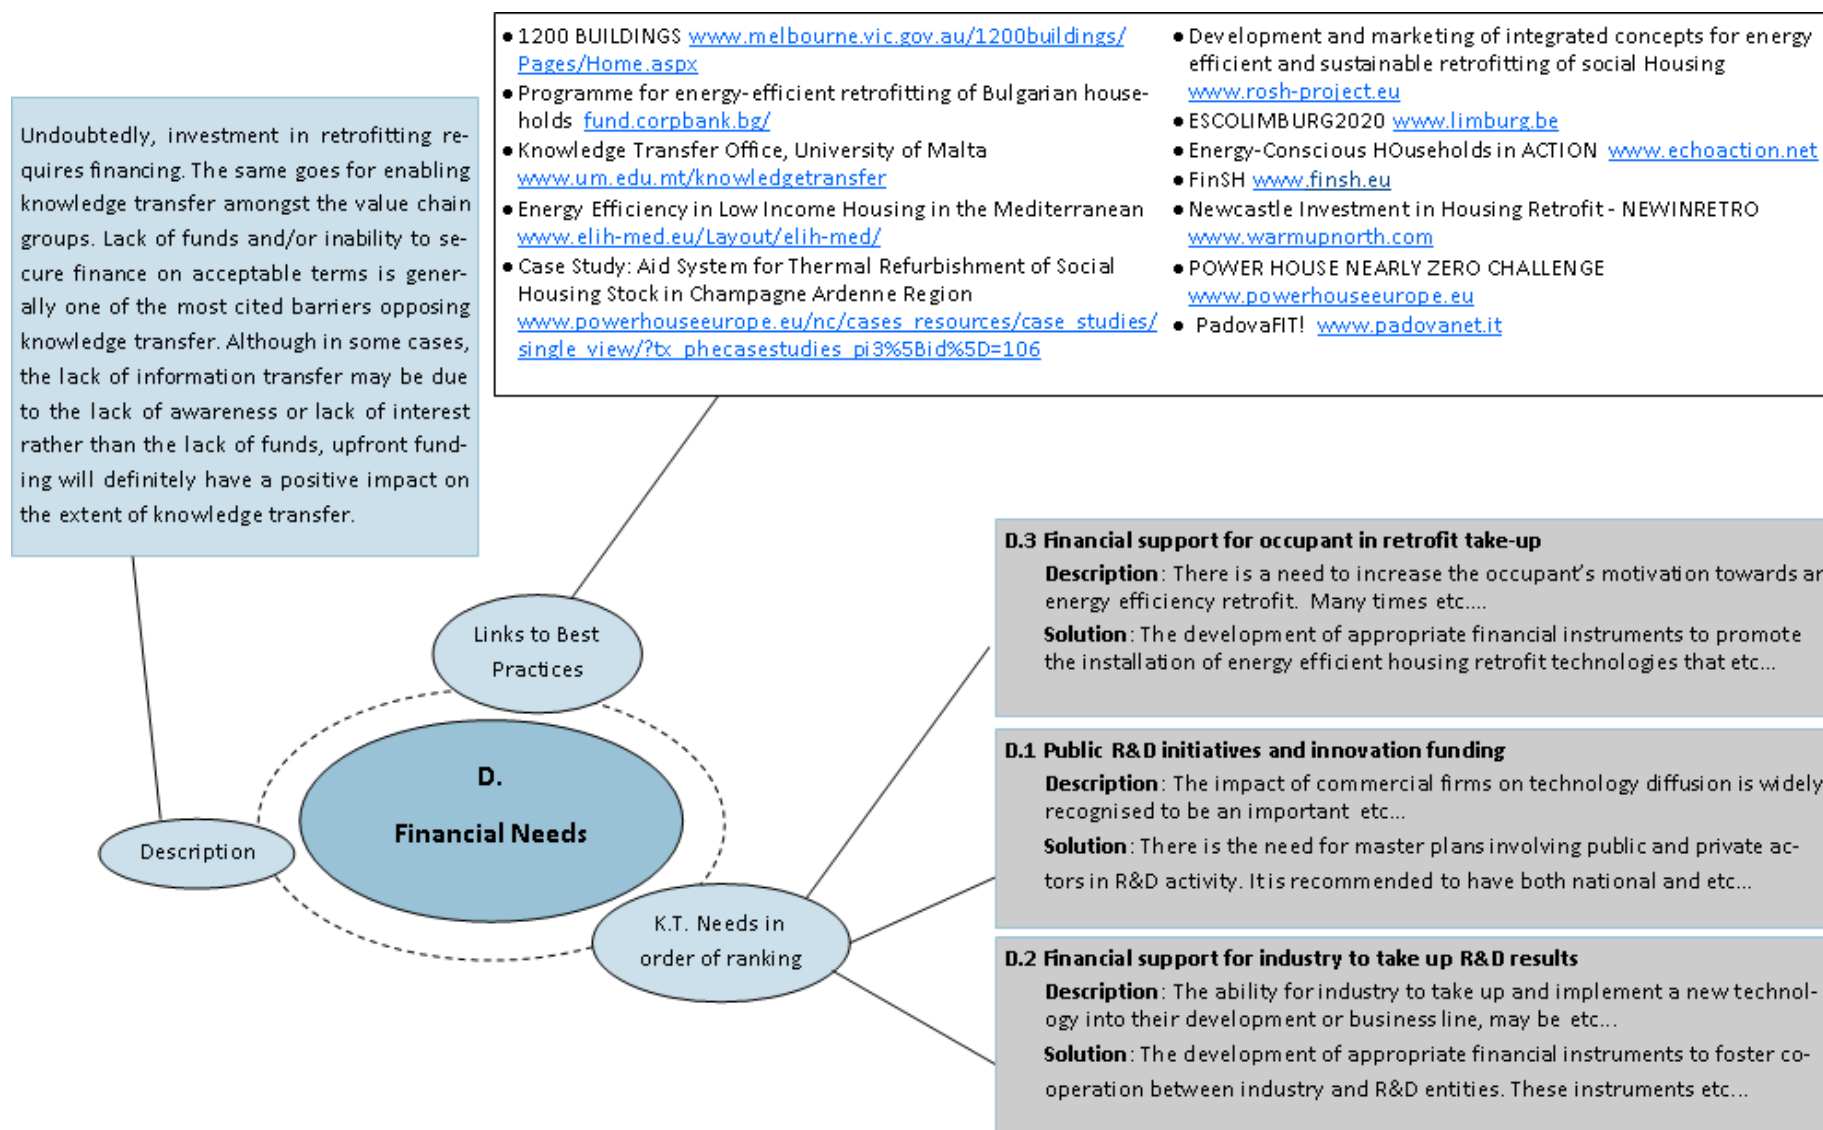 ● 1200 BUILDINGS www.melbourne.vic.gov.au/1200buildings/
Pages/Home.aspx
● Programme for energy-efficient retrofitting of Bulgarian house-
holds fund.corpbank.bg/
● Knowledge Transfer Office, University of Malta
www.um.edu.mt/knowledgetransfer
● Energy Efficiency in Low Income Housing in the Mediterranean
www.elih-med.eu/Layout/elih-med/
● Case Study: Aid System for Thermal Refurbishment of Social
Housing Stock in Champagne Ardenne Region
www.powerhouseeurope.eu/nc/cases_resources/case_studies/
single_view/?tx_phecasestudies_pi3%5Bid%5D=106
● Development and marketing of integrated concepts for energy
efficient and sustainable retrofitting of social Housing
www.rosh-project.eu
● ESCOLIMBURG2020 www.limburg.be
● Energy-Conscious HOuseholds in ACTION www.echoaction.net
● FinSH www.finsh.eu
● Newcastle Investment in Housing Retrofit - NEWINRETRO
www.warmupnorth.com
● POWER HOUSE NEARLY ZERO CHALLENGE
www.powerhouseeurope.eu
● PadovaFIT! www.padovanet.it
Undoubtedly, investment in retrofitting re-
quires financing. The same goes for enabling
knowledge transfer amongst the value chain
groups. Lack of funds and/or inability to se-
cure finance on acceptable terms is gener-
ally one of the most cited barriers opposing
knowledge transfer. Although in some cases,
the lack of information transfer may be due
to the lack of awareness or lack of interest
rather than the lack of funds, upfront fund-
ing will definitely have a positive impact on
the extent of knowledge transfer.
Links to Best
Practices
D.
Financial Needs
Description
K.T. Needs in
order of ranking
D.3 Financial support for occupant in retrofit take-up
Description: There is a need to increase the occupant's motivation towards an
energy efficiency retrofit. Many times etc....
Solution: The development of appropriate financial instruments to promote
the installation of energy efficient housing retrofit technologies that etc...
D.1 Public R&D initiatives and innovation funding
Description: The impact of commercial firms on technology diffusion is widely
recognised to be an important etc...
Solution: There is the need for master plans involving public and private ac-
tors in R&D activity. It is recommended to have both national and etc...
D.2 Financial support for industry to take up R&D results
Description: The ability for industry to take up and implement a new technol-
ogy into their development or business line, may be etc...
Solution: The development of appropriate financial instruments to foster co-
operation between industry and R&D entities. These instruments etc...